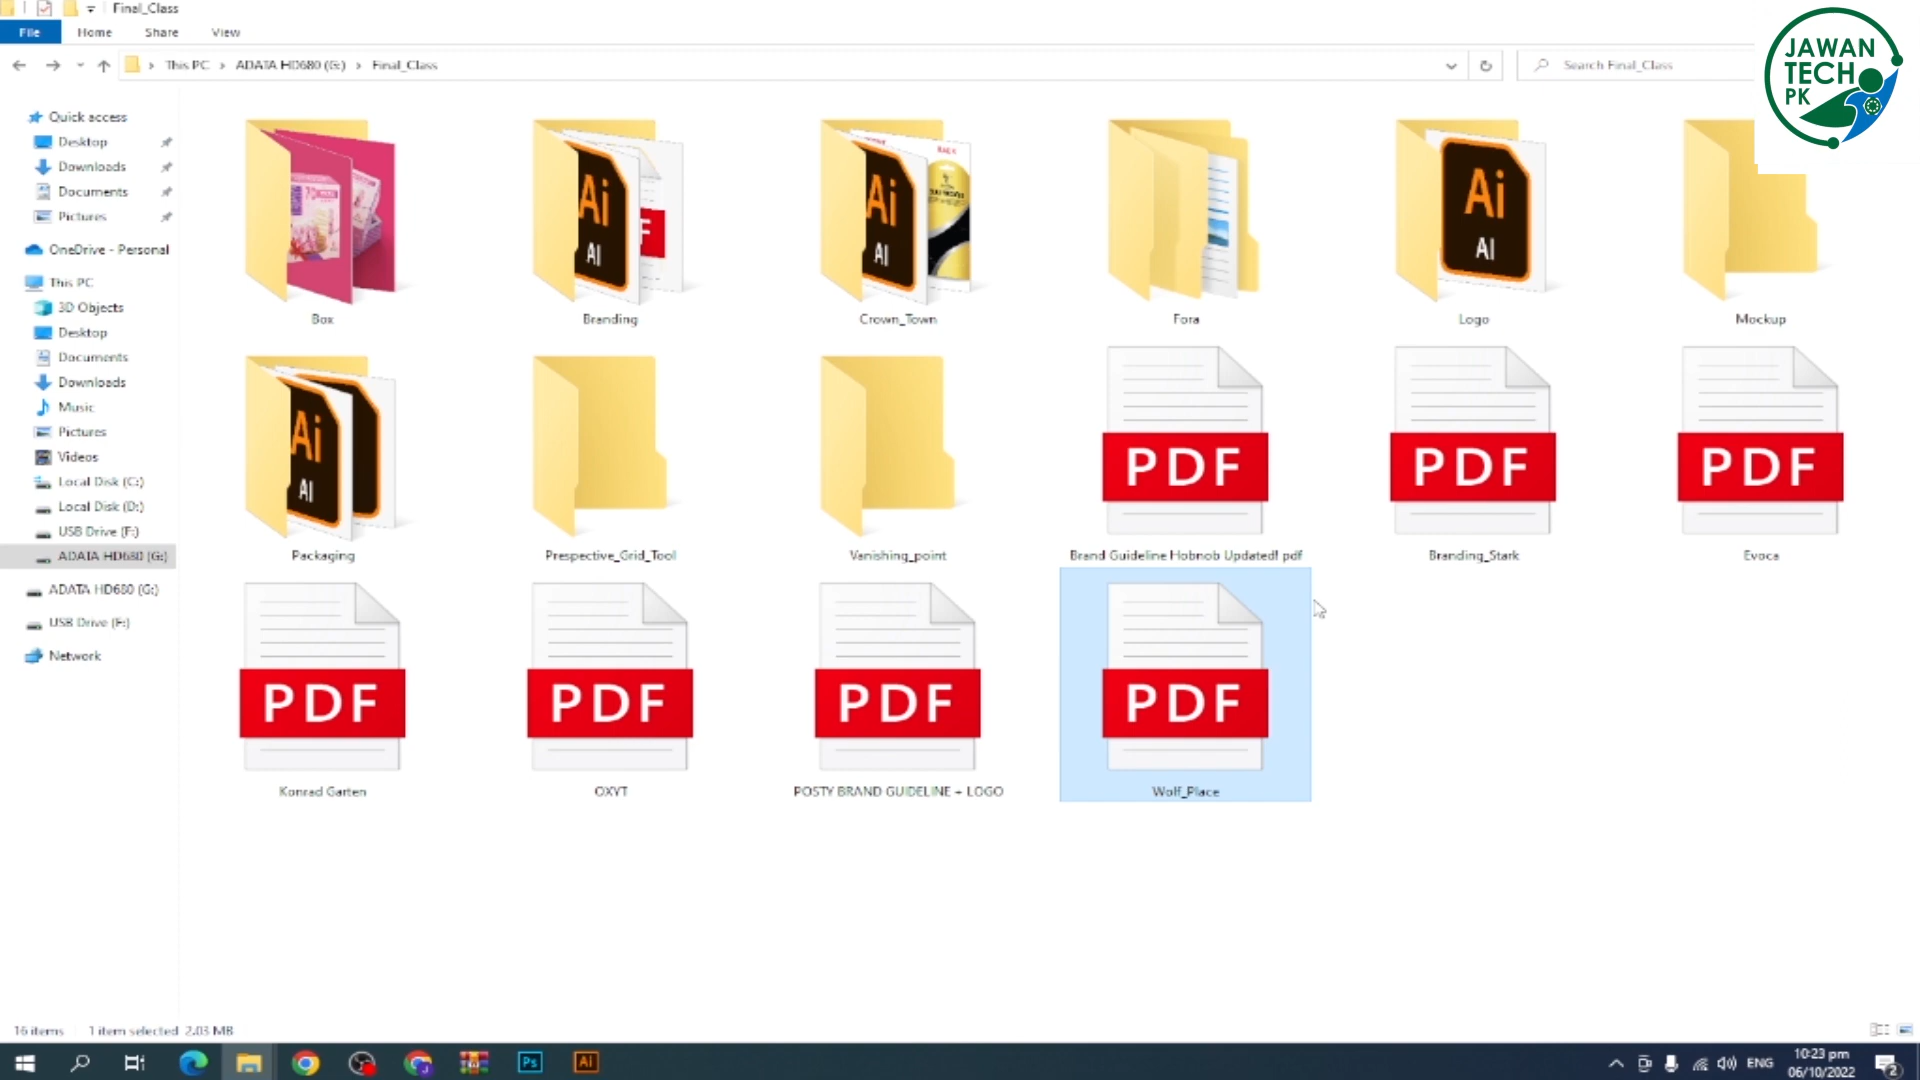 Final_Class
File Home Share View
This PC > ADATA HD680 (G:) > Final_Class
Search Final_Class
JAWAN
TECH
PK
Quick access
Desktop
Downloads
Documents
Pictures
OneDrive - Personal
This PC
3D Objects
Desktop
Documents
Downloads
Music
Pictures
Videos
Local Disk (C:)
Local Disk (D:)
USB Drive (F:)
ADATA HD680 (G:)
ADATA HD680 (G:)
USB Drive (F:)
Network
Ai
AI
F
Ai
AI
BACK
Ai
AI
Box
Branding
Crown_Town
Fora
Logo
Mockup
Ai
AI
PDF
PDF
PDF
Packaging
Prespective_Grid_Tool
Vanishing_point
Brand Guideline Hobnob Updated! pdf
Branding_Stark
Evoca
PDF
PDF
PDF
PDF
Konrad Garten
OXYT
POSTY BRAND GUIDELINE + LOGO
Wolf_Place
16 items 1 item selected 2.03 MB
Ps
Ai
ENG
10:23 pm
06/10/2022
2